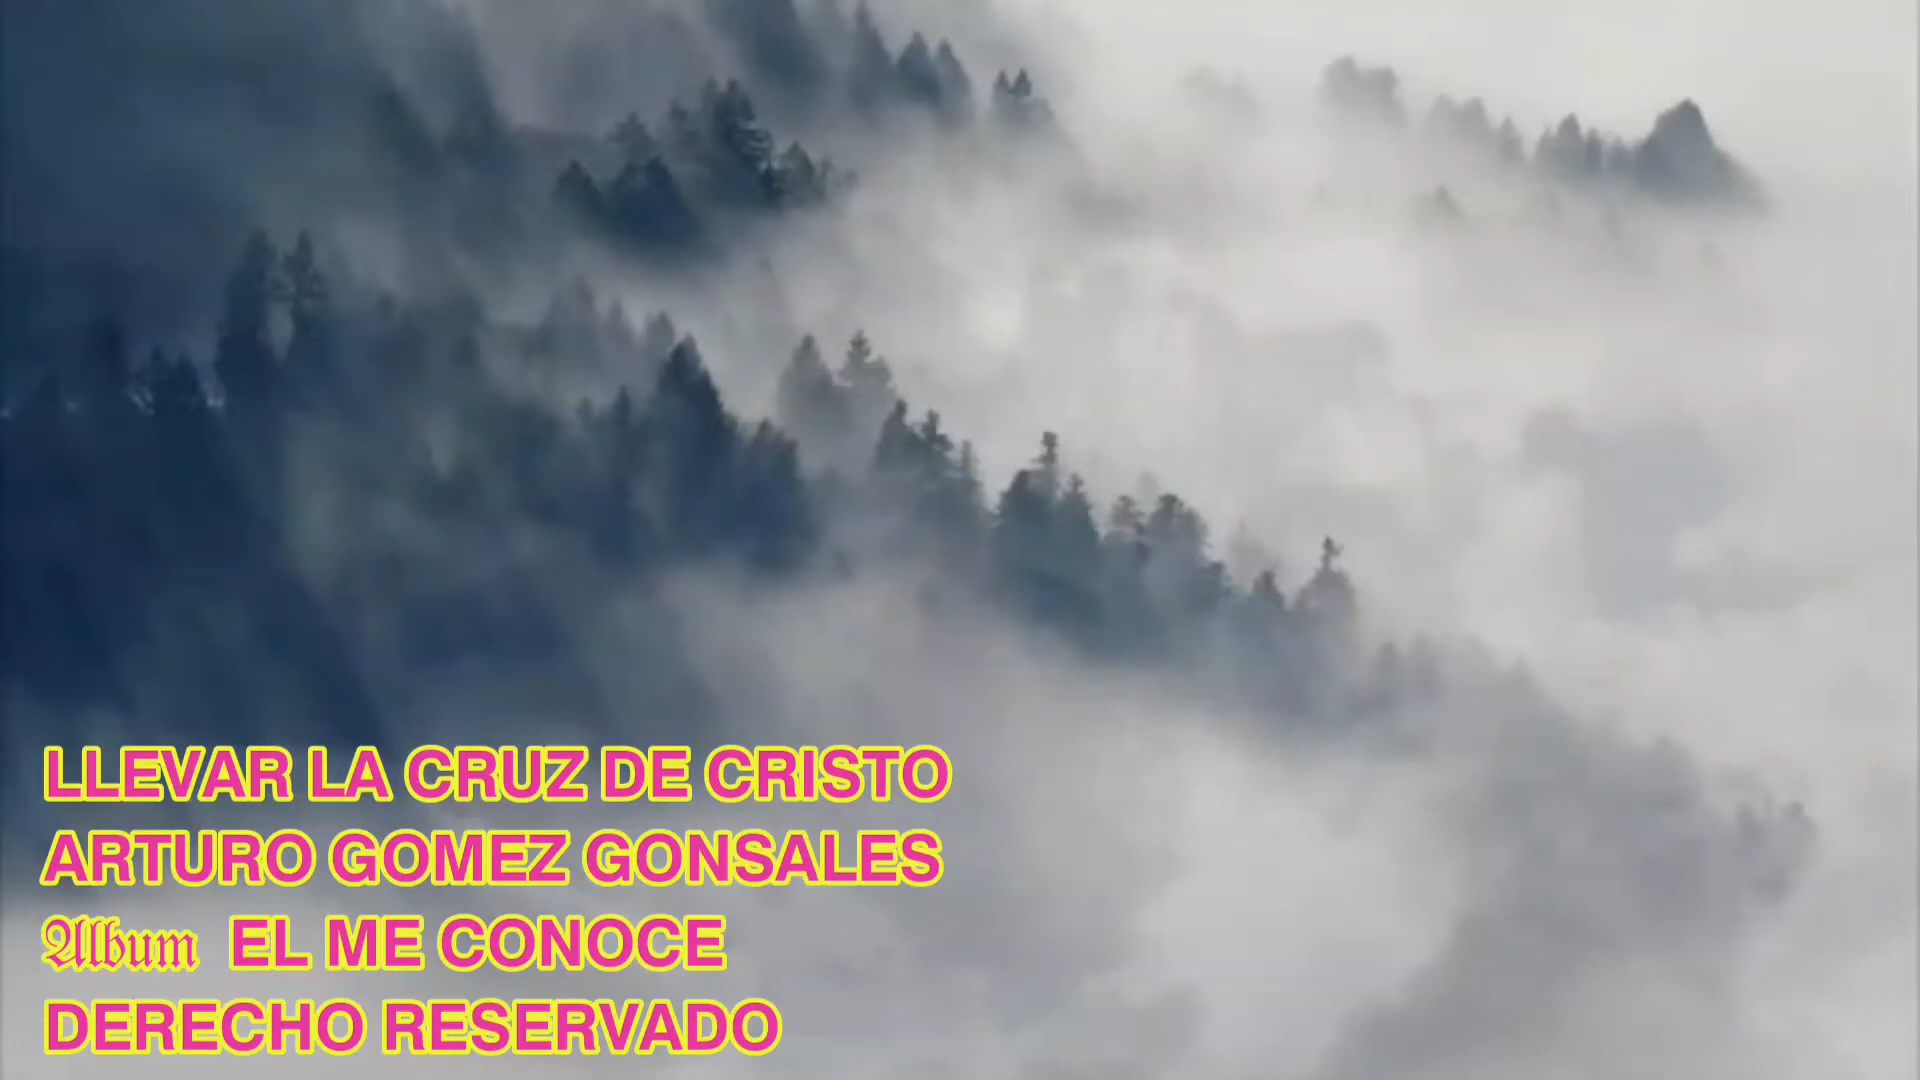 LLEVAR LA CRUZ DE CRISTO
ARTURO GOMEZ GONSALES
Album EL ME CONOCE
DERECHO RESERVADO